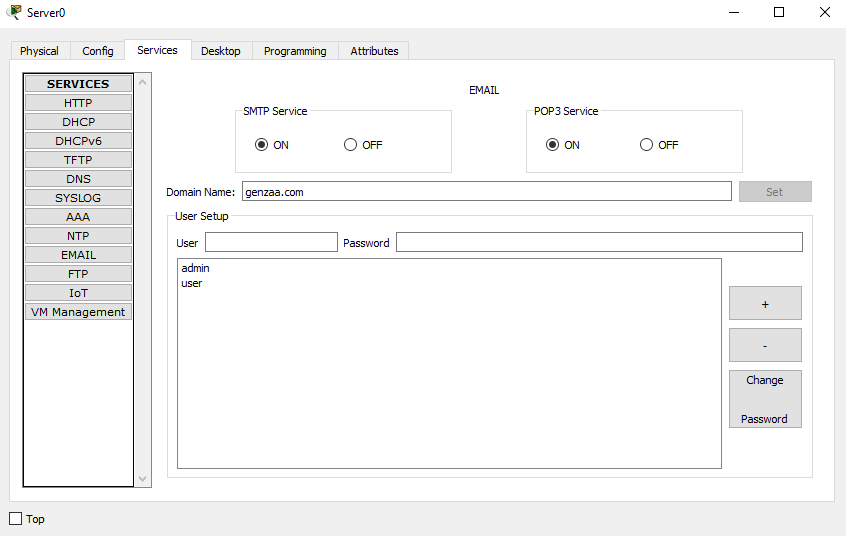 Server0
Physical Config Services Desktop Programming Attributes
SERVICES
HTTP
DHCP
DHCPv6
TFTP
DNS
SYSLOG
AAA
NTP
EMAIL
FTP
IoT
VM Management
EMAIL
SMTP Service
ON OFF
POP3 Service
ON OFF
Domain Name: genzaa.com Set
User Setup
User Password
admin
user
+
-
Change
Password
Top